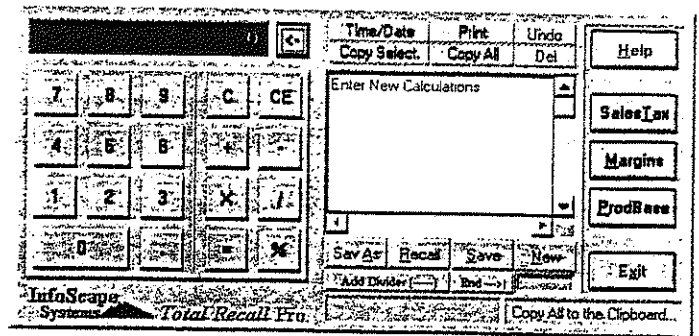 0 <-
Time/Date Print Undo
Copy Select. Copy All Del
Help
7 8 9 C CE
Enter New Calculations
SalesTax
4 5 6 + -
Margins
1 2 3 X /
ProdBase
0 . = %
SavAs Recall Save New
Add Divider (---) End -->|
Exit
InfoScape
Systems Total Recall Pro.
Copy All to the Clipboard...